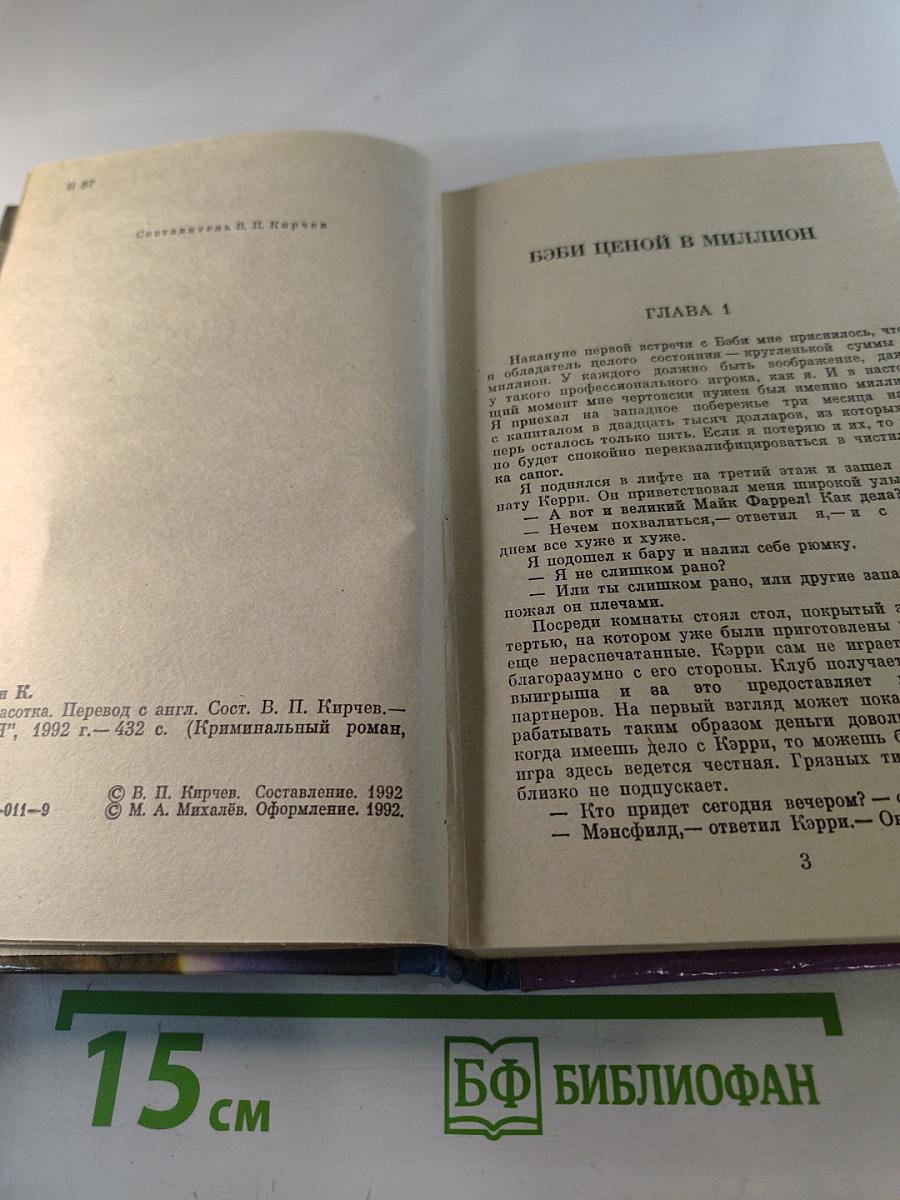 В 87
Составитель В. П. Кирчев
н К.
асотка. Перевод с англ. Сост. В. П. Кирчев.—
", 1992 г.— 432 с. (Криминальный роман,
-011—9
© В. П. Кирчев. Составление. 1992
© М. А. Михалёв. Оформление. 1992.
БЭБИ ЦЕНОЙ В МИЛЛИОН
ГЛАВА 1
Накануне первой встречи с Бэби мне приснилось, что
я обладатель целого состояния — кругленькой суммы
миллион. У каждого должно быть воображение, даж
у такого профессионального игрока, как я. И в насто
щий момент мне чертовски нужен был именно милли
Я приехал на западное побережье три месяца на
с капиталом в двадцать тысяч долларов, из которых
перь осталось только пять. Если я потеряю и их, то
но будет спокойно переквалифицироваться в чистил
ка сапог.
Я поднялся в лифте на третий этаж и зашел
нату Керри. Он приветствовал меня широкой улы
— А вот и великий Майк Фаррел! Как дела?
— Нечем похвалиться,— ответил я,— и с
днем все хуже и хуже.
Я подошел к бару и налил себе рюмку.
— Я не слишком рано?
— Или ты слишком рано, или другие запа
пожал он плечами.
Посреди комнаты стоял стол, покрытый з
тертью, на котором уже были приготовлены
еще нераспечатанные. Кэрри сам не играет
благоразумно с его стороны. Клуб получает
выигрыша и за это предоставляет
партнеров. На первый взгляд может пока
рабатывать таким образом деньги доволь
когда имеешь дело с Кэрри, то можешь б
игра здесь ведется честная. Грязных ти
близко не подпускает.
— Кто придет сегодня вечером? — с
— Мэнсфилд,— ответил Кэрри.— Он
3
15 см
БФ БИБЛИОФАН